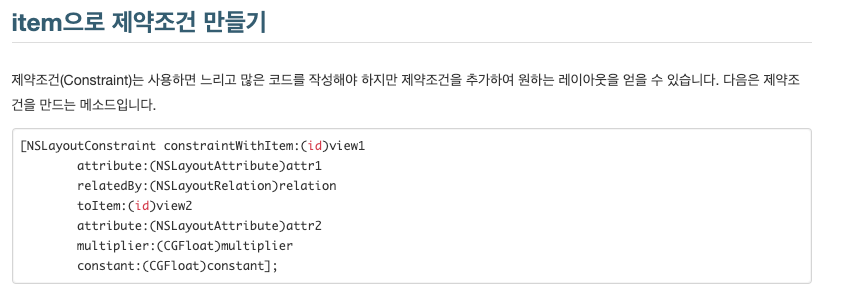 item으로 제약조건 만들기
제약조건(Constraint)는 사용하면 느리고 많은 코드를 작성해야 하지만 제약조건을 추가하여 원하는 레이아웃을 얻을 수 있습니다. 다음은 제약조
건을 만드는 메소드입니다.
[NSLayoutConstraint constraintWithItem:(id)view1
attribute:(NSLayoutAttribute)attr1
relatedBy:(NSLayoutRelation)relation
toItem:(id)view2
attribute:(NSLayoutAttribute)attr2
multiplier:(CGFloat)multiplier
constant:(CGFloat)constant];